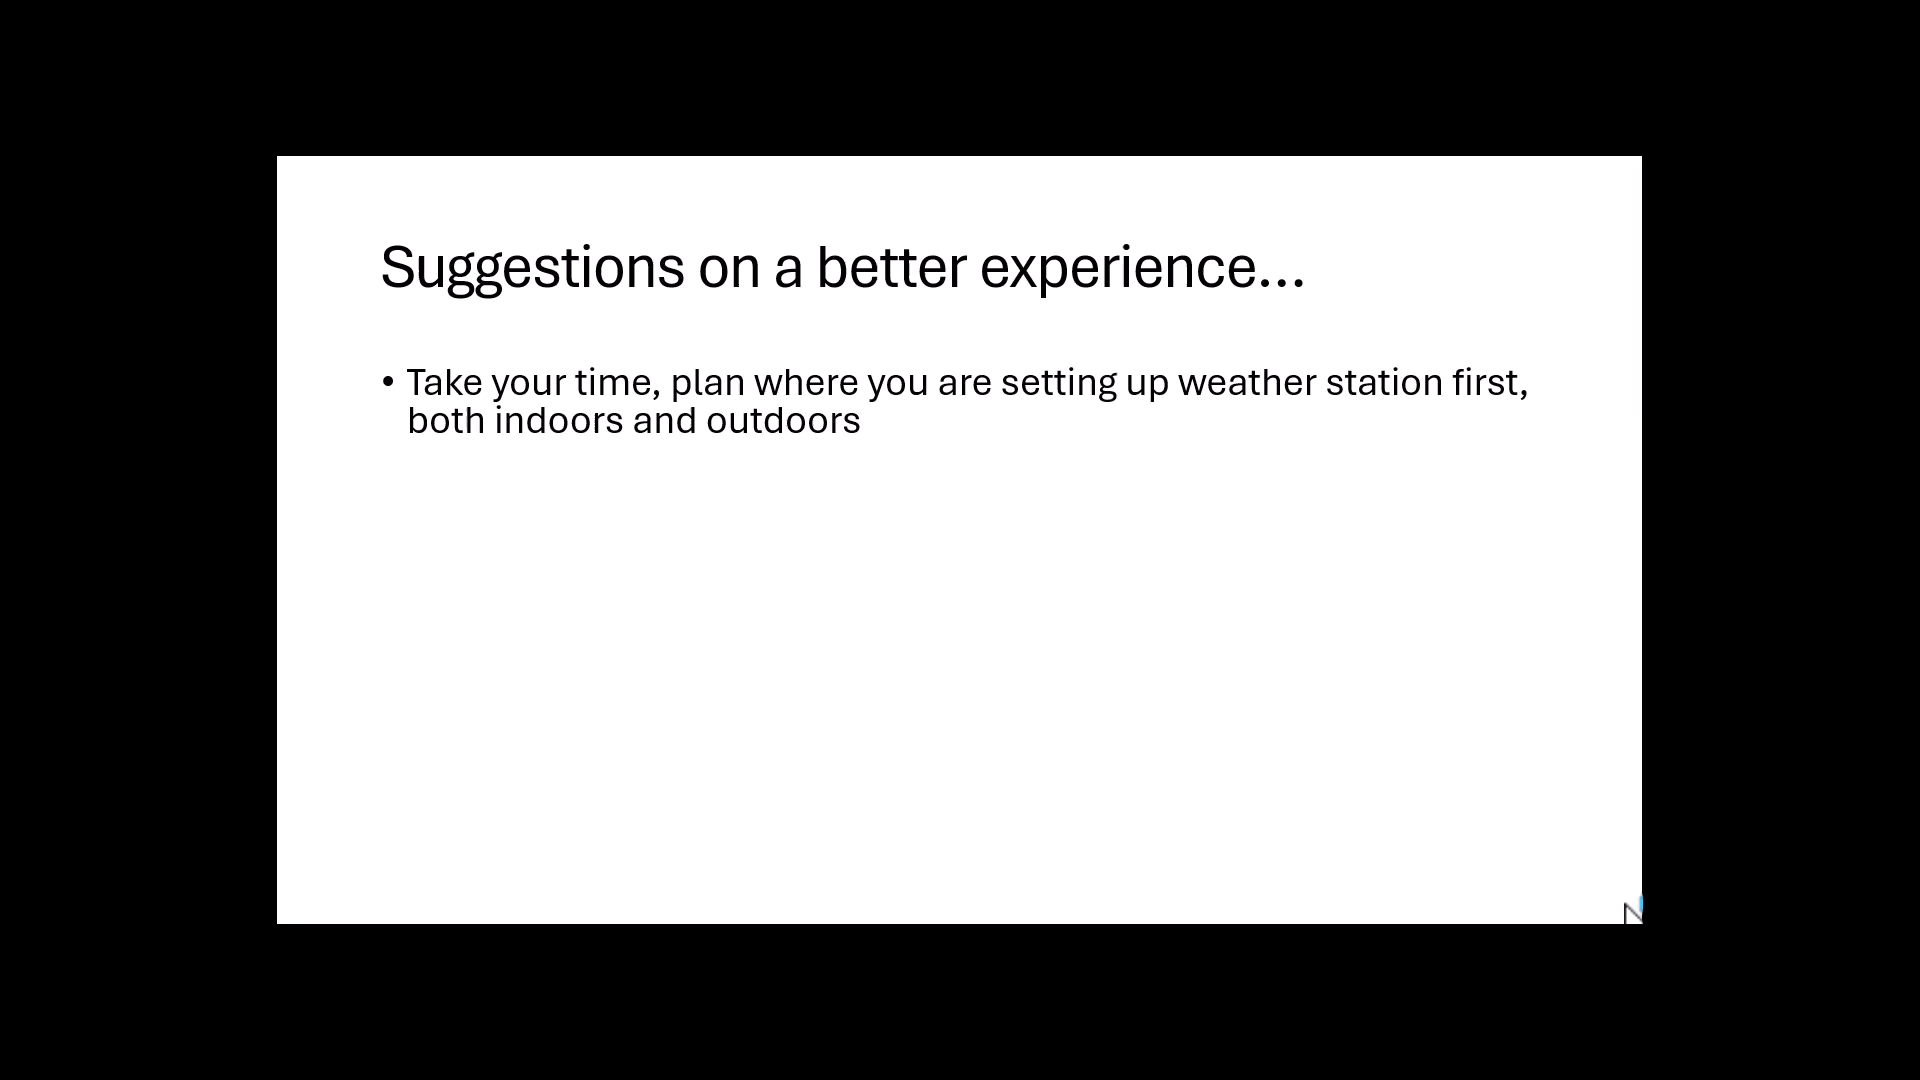 Suggestions on a better experience...
• Take your time, plan where you are setting up weather station first,
both indoors and outdoors